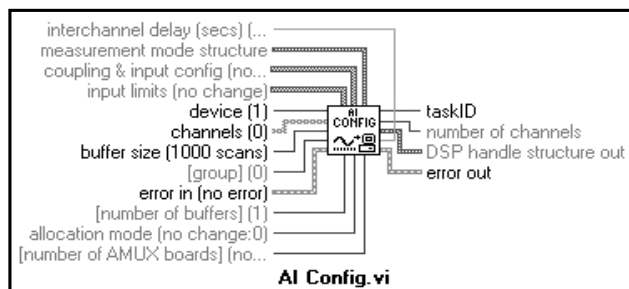 interchannel delay (secs) (...
measurement mode structure
coupling & input config (no...
input limits (no change)
device (1)
channels (0)
buffer size (1000 scans)
[group] (0)
error in (no error)
[number of buffers] (1)
allocation mode (no change:0)
[number of AMUX boards] (no...
AI
CONFIG
taskID
number of channels
DSP handle structure out
error out
AI Config.vi